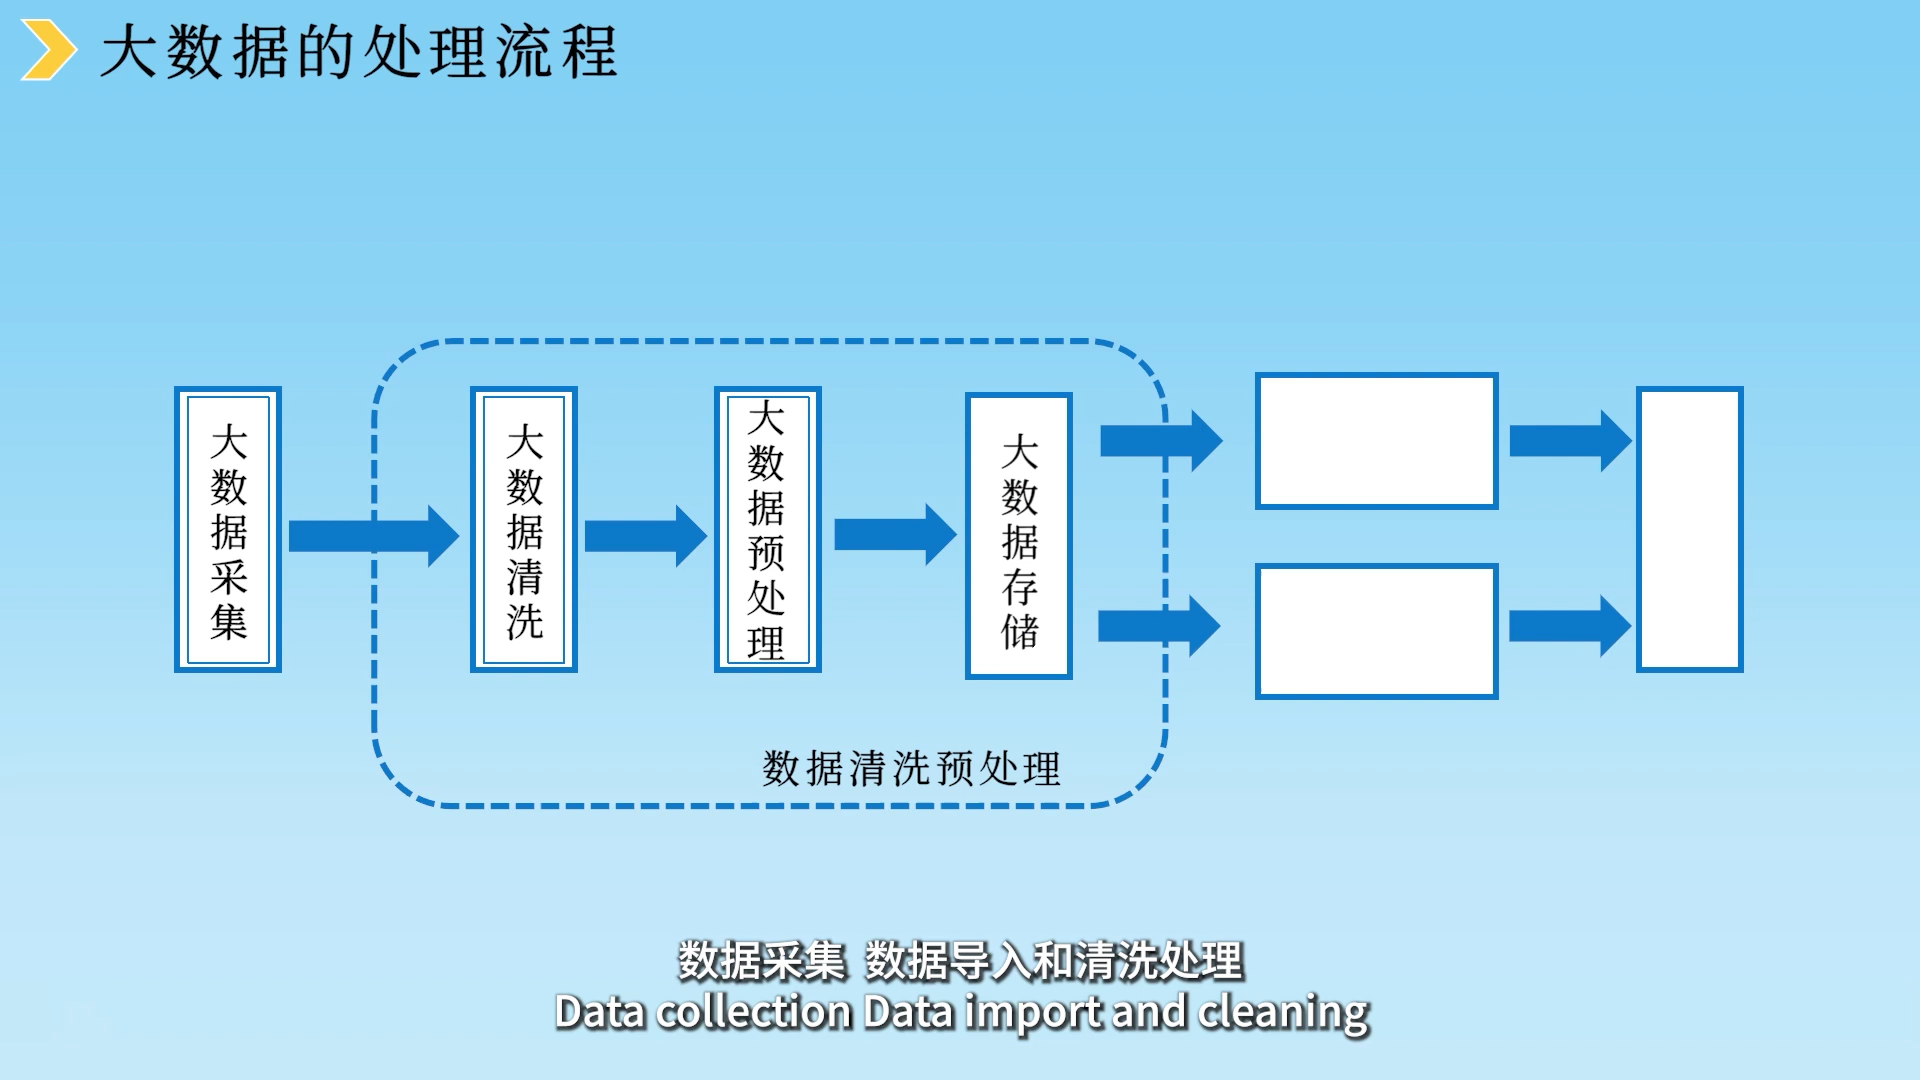 大数据的处理流程
大数据采集
大数据清洗
大数据预处理
大数据存储
数据清洗预处理
数据采集 数据导入和清洗处理
Data collection Data import and cleaning